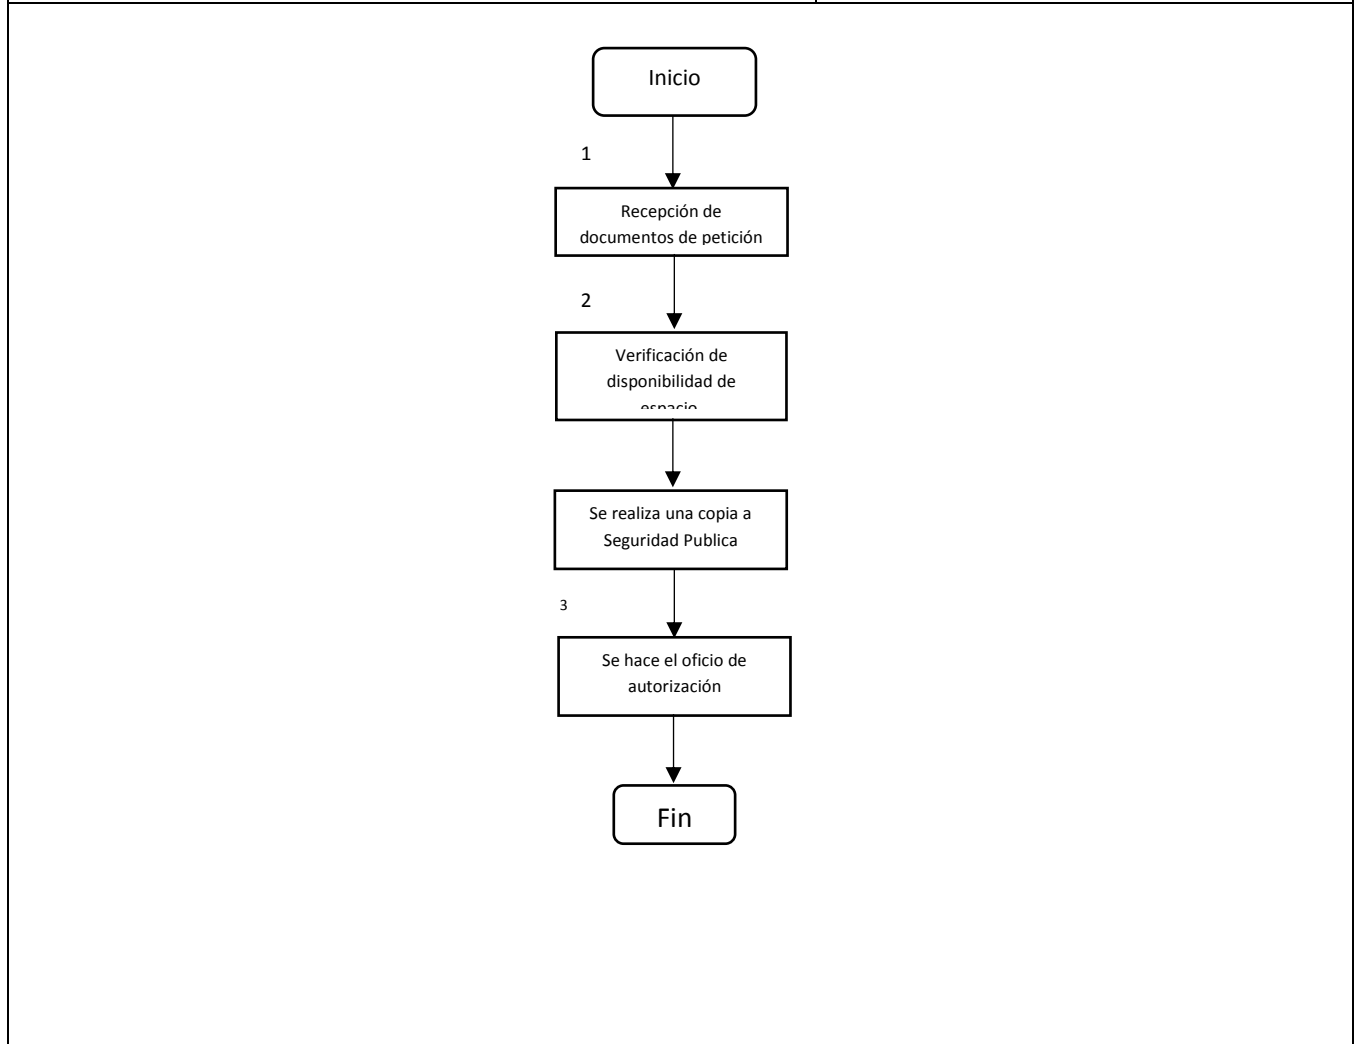 Inicio
1
Recepción de
documentos de petición
2
Verificación de
disponibilidad de
espacio
Se realiza una copia a
Seguridad Publica
3
Se hace el oficio de
autorización
Fin